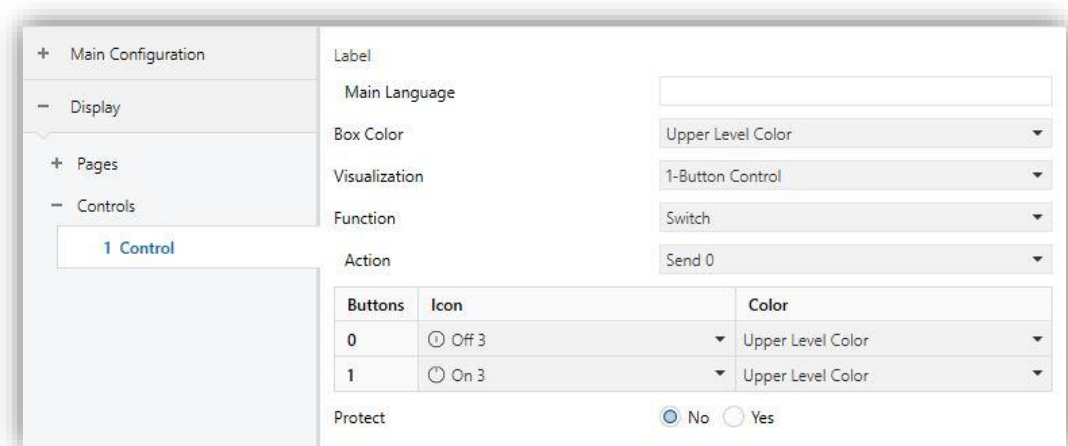 + Main Configuration
− Display
+ Pages
− Controls
1 Control
Label
Main Language
Box Color Upper Level Color
Visualization 1-Button Control
Function Switch
Action Send 0
Buttons Icon Color
0 Off 3 Upper Level Color
1 On 3 Upper Level Color
Protect No Yes